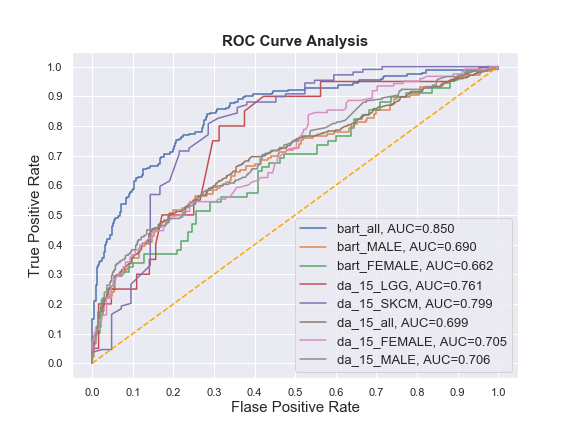 ROC Curve Analysis
True Positive Rate
1.0
0.9
0.8
0.7
0.6
0.5
0.4
0.3
0.2
0.1
0.0
bart_all, AUC=0.850
bart_MALE, AUC=0.690
bart_FEMALE, AUC=0.662
da_15_LGG, AUC=0.761
da_15_SKCM, AUC=0.799
da_15_all, AUC=0.699
da_15_FEMALE, AUC=0.705
da_15_MALE, AUC=0.706
0.0 0.1 0.2 0.3 0.4 0.5 0.6 0.7 0.8 0.9 1.0
Flase Positive Rate